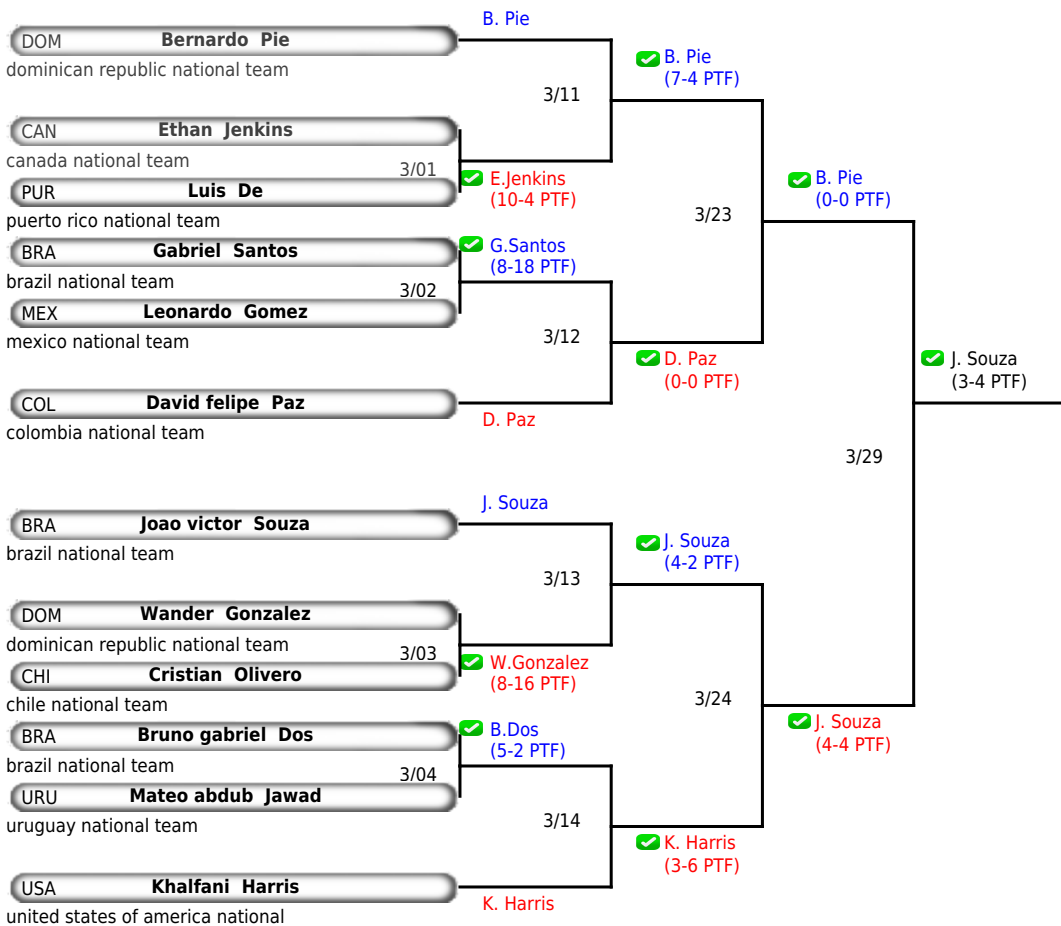 B. Pie
DOM Bernardo Pie
dominican republic national team
B. Pie
(7-4 PTF)
3/11
CAN Ethan Jenkins
canada national team
3/01
E.Jenkins
(10-4 PTF)
PUR Luis De
puerto rico national team
B. Pie
(0-0 PTF)
3/23
BRA Gabriel Santos
G.Santos
(8-18 PTF)
brazil national team
3/02
MEX Leonardo Gomez
mexico national team
3/12
D. Paz
(0-0 PTF)
J. Souza
(3-4 PTF)
COL David felipe Paz
D. Paz
colombia national team
3/29
J. Souza
BRA Joao victor Souza
brazil national team
J. Souza
(4-2 PTF)
3/13
DOM Wander Gonzalez
dominican republic national team
3/03
W.Gonzalez
(8-16 PTF)
CHI Cristian Olivero
chile national team
3/24
J. Souza
(4-4 PTF)
BRA Bruno gabriel Dos
B.Dos
(5-2 PTF)
brazil national team
3/04
URU Mateo abdub Jawad
uruguay national team
3/14
K. Harris
(3-6 PTF)
USA Khalfani Harris
K. Harris
united states of america national